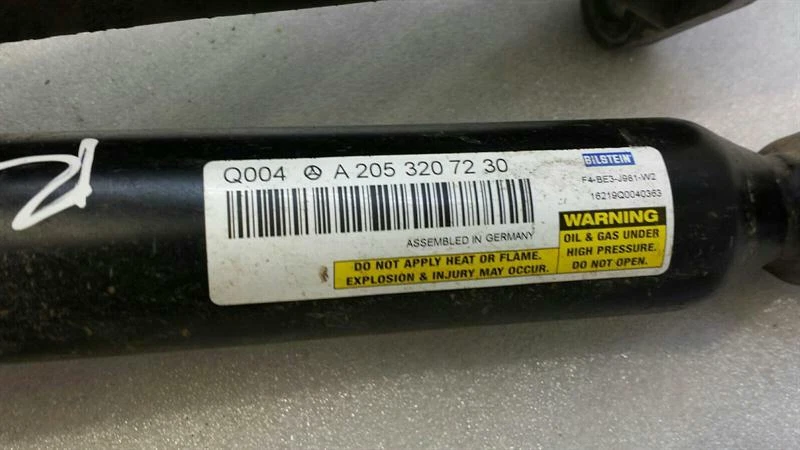 Q004 A 205 320 72 30
BILSTEIN
F4-BE3-J981-W2
16219Q0040363
ASSEMBLED IN GERMANY
WARNING
OIL & GAS UNDER
HIGH PRESSURE.
DO NOT OPEN.
DO NOT APPLY HEAT OR FLAME.
EXPLOSION & INJURY MAY OCCUR.